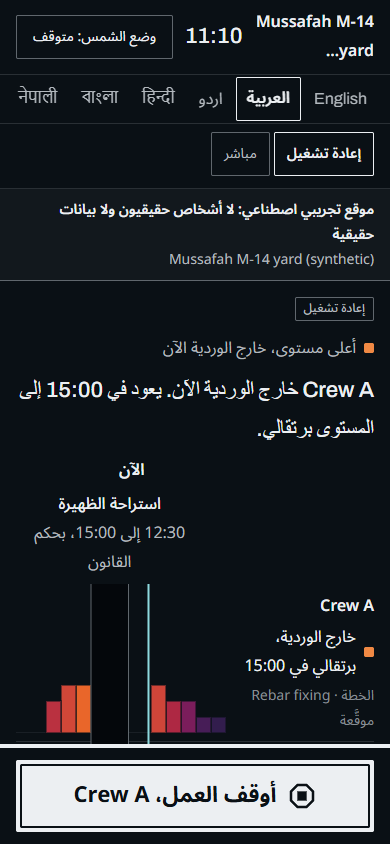 Mussafah M-14
yard...
11:10
وضع الشمس: متوقف
English
العربية
اردو
हिन्दी
বাংলা
नेपाली
إعادة تشغيل
مباشر
موقع تجريبي اصطناعي: لا أشخاص حقيقيون ولا بيانات
حقيقية
Mussafah M-14 yard (synthetic)
إعادة تشغيل
أعلى مستوى، خارج الوردية الآن
Crew A خارج الوردية الآن. يعود في 15:00 إلى
المستوى برتقالي.
الآن
استراحة الظهيرة
12:30 إلى 15:00، بحكم
القانون
Crew A
خارج الوردية،
برتقالي في 15:00
Rebar fixing · الخطة
موقَّعة
أوقف العمل، Crew A